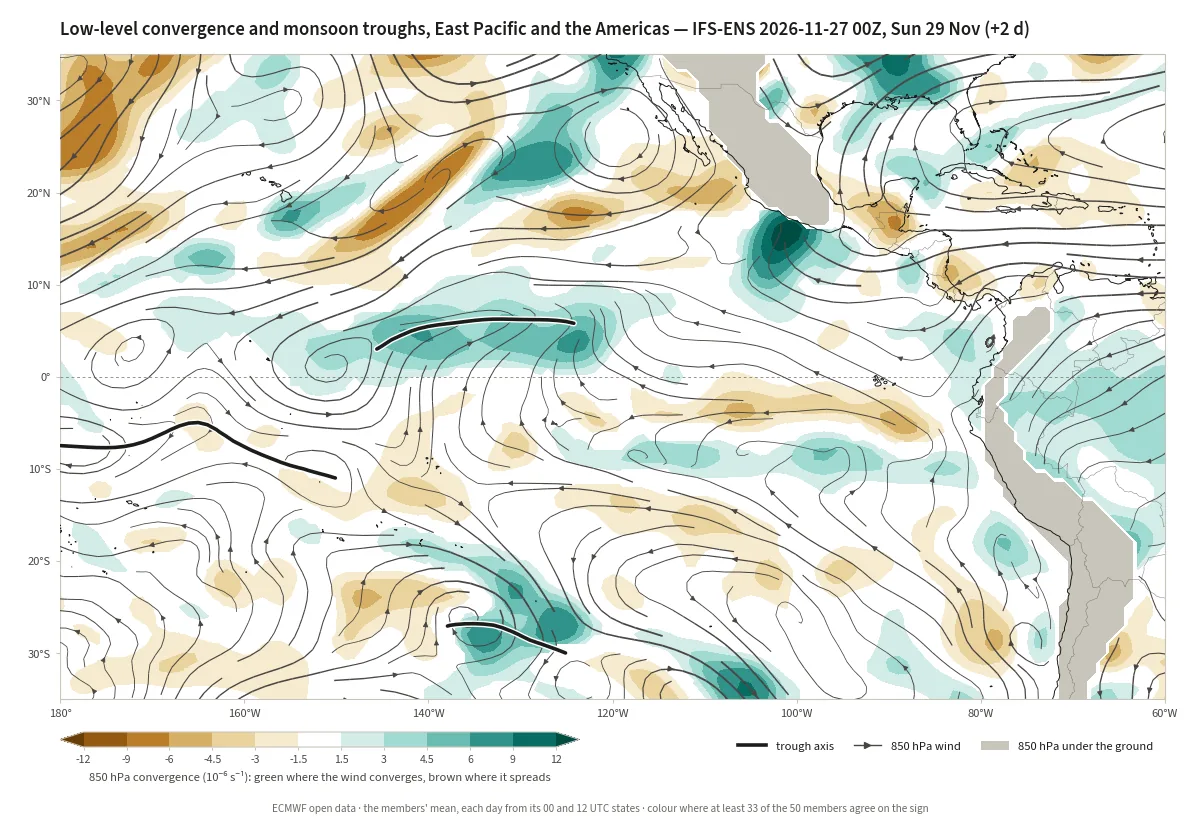 Low-level convergence and monsoon troughs, East Pacific and the Americas — IFS-ENS 2026-11-27 00Z, Sun 29 Nov (+2 d)
30°N
20°N
10°N
0°
10°S
20°S
30°S
180° 160°W 140°W 120°W 100°W 80°W 60°W
-12 -9 -6 -4.5 -3 -1.5 1.5 3 4.5 6 9 12
850 hPa convergence (10⁻⁶ s⁻¹): green where the wind converges, brown where it spreads
trough axis 850 hPa wind 850 hPa under the ground
ECMWF open data · the members' mean, each day from its 00 and 12 UTC states · colour where at least 33 of the 50 members agree on the sign